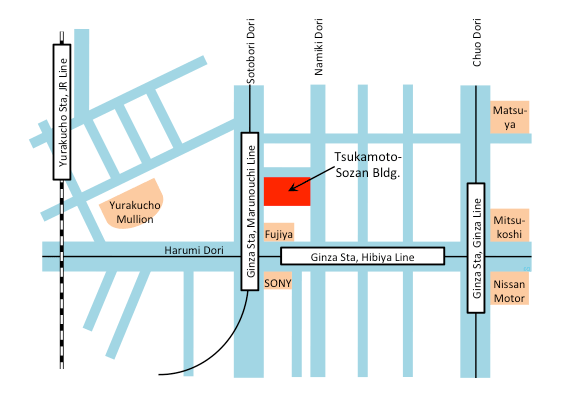 Sotobori Dori
Namiki Dori
Chuo Dori
Yurakucho Sta, JR Line
Matsu-
ya
Tsukamoto-
Sozan Bldg.
Ginza Sta, Marunouchi Line
Yurakucho
Mullion
Fujiya
Mitsu-
koshi
Ginza Sta, Ginza Line
Harumi Dori
Ginza Sta, Hibiya Line
SONY
Nissan
Motor